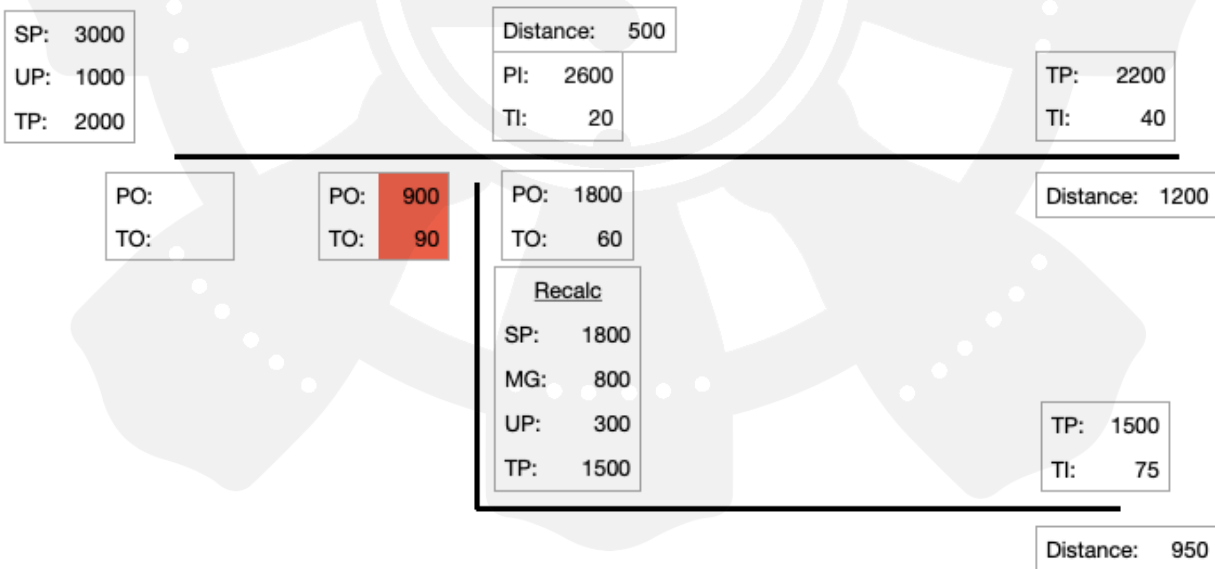 SP: 3000
UP: 1000
TP: 2000
Distance: 500
PI: 2600
TI: 20
TP: 2200
TI: 40
PO:
TO:
PO: 900
TO: 90
PO: 1800
TO: 60
Distance: 1200
Recalc
SP: 1800
MG: 800
UP: 300
TP: 1500
TP: 1500
TI: 75
Distance: 950